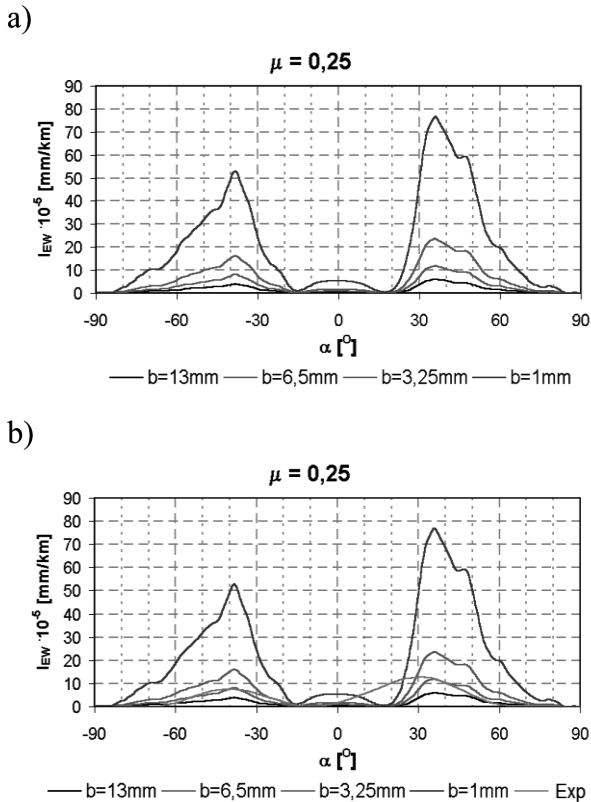 a)
μ = 0,25
I_EW ·10⁻⁵ [mm/km]
90
80
70
60
50
40
30
20
10
0
-90 -60 -30 0 30 60 90
α [°]
b=13mm b=6,5mm b=3,25mm b=1mm
b)
μ = 0,25
I_EW ·10⁻⁵ [mm/km]
90
80
70
60
50
40
30
20
10
0
-90 -60 -30 0 30 60 90
α [°]
b=13mm b=6,5mm b=3,25mm b=1mm Exp